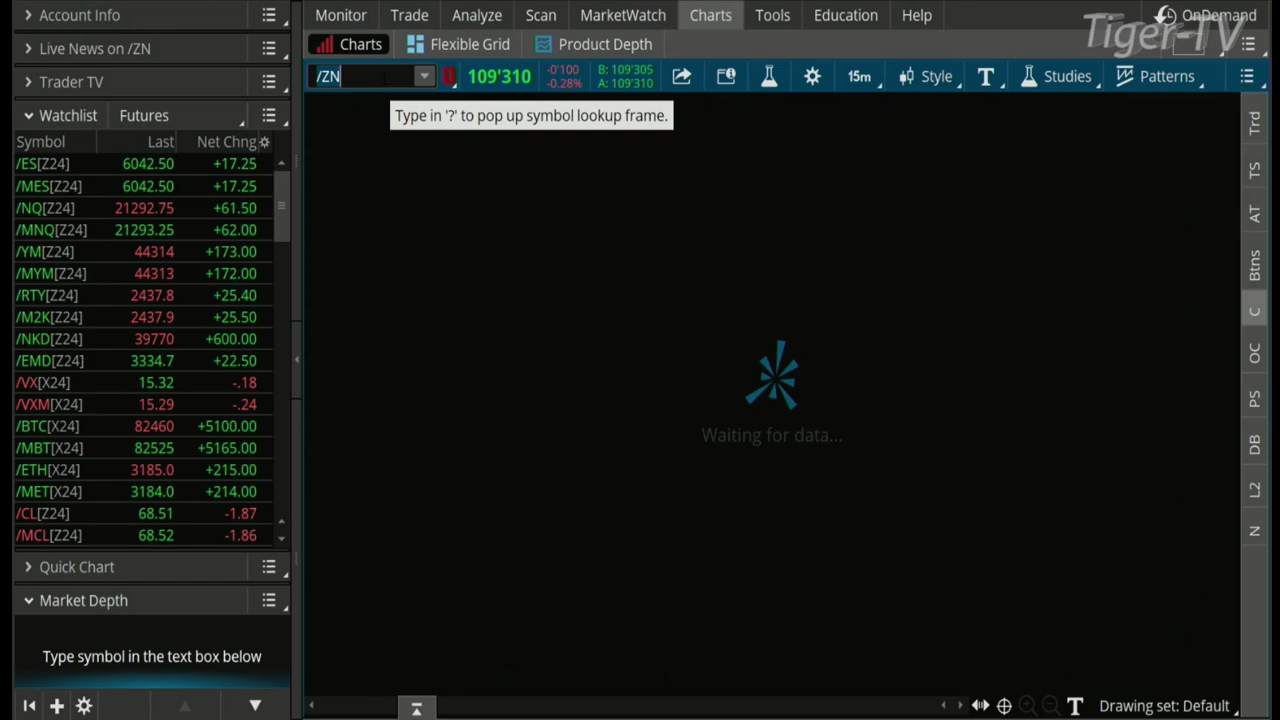 Account Info
Live News on /ZN
Trader TV
Watchlist Futures
Symbol Last Net Chng
/ES[Z24] 6042.50 +17.25
/MES[Z24] 6042.50 +17.25
/NQ[Z24] 21292.75 +61.50
/MNQ[Z24] 21293.25 +62.00
/YM[Z24] 44314 +173.00
/MYM[Z24] 44313 +172.00
/RTY[Z24] 2437.8 +25.40
/M2K[Z24] 2437.9 +25.50
/NKD[Z24] 39770 +600.00
/EMD[Z24] 3334.7 +22.50
/VX[X24] 15.32 -.18
/VXM[X24] 15.29 -.24
/BTC[X24] 82460 +5100.00
/MBT[X24] 82525 +5165.00
/ETH[X24] 3185.0 +215.00
/MET[X24] 3184.0 +214.00
/CL[Z24] 68.51 -1.87
/MCL[Z24] 68.52 -1.86
Quick Chart
Market Depth
Type symbol in the text box below
Monitor Trade Analyze Scan MarketWatch Charts Tools Education Help OnDemand
Tiger-TV
Charts Flexible Grid Product Depth
/ZN 109'310 -0'100 -0.28% B: 109'305 A: 109'310 15m Style T Studies Patterns
Type in '?' to pop up symbol lookup frame.
Waiting for data...
Trd
TS
AT
Btns
C
OC
PS
DB
L2
N
T Drawing set: Default